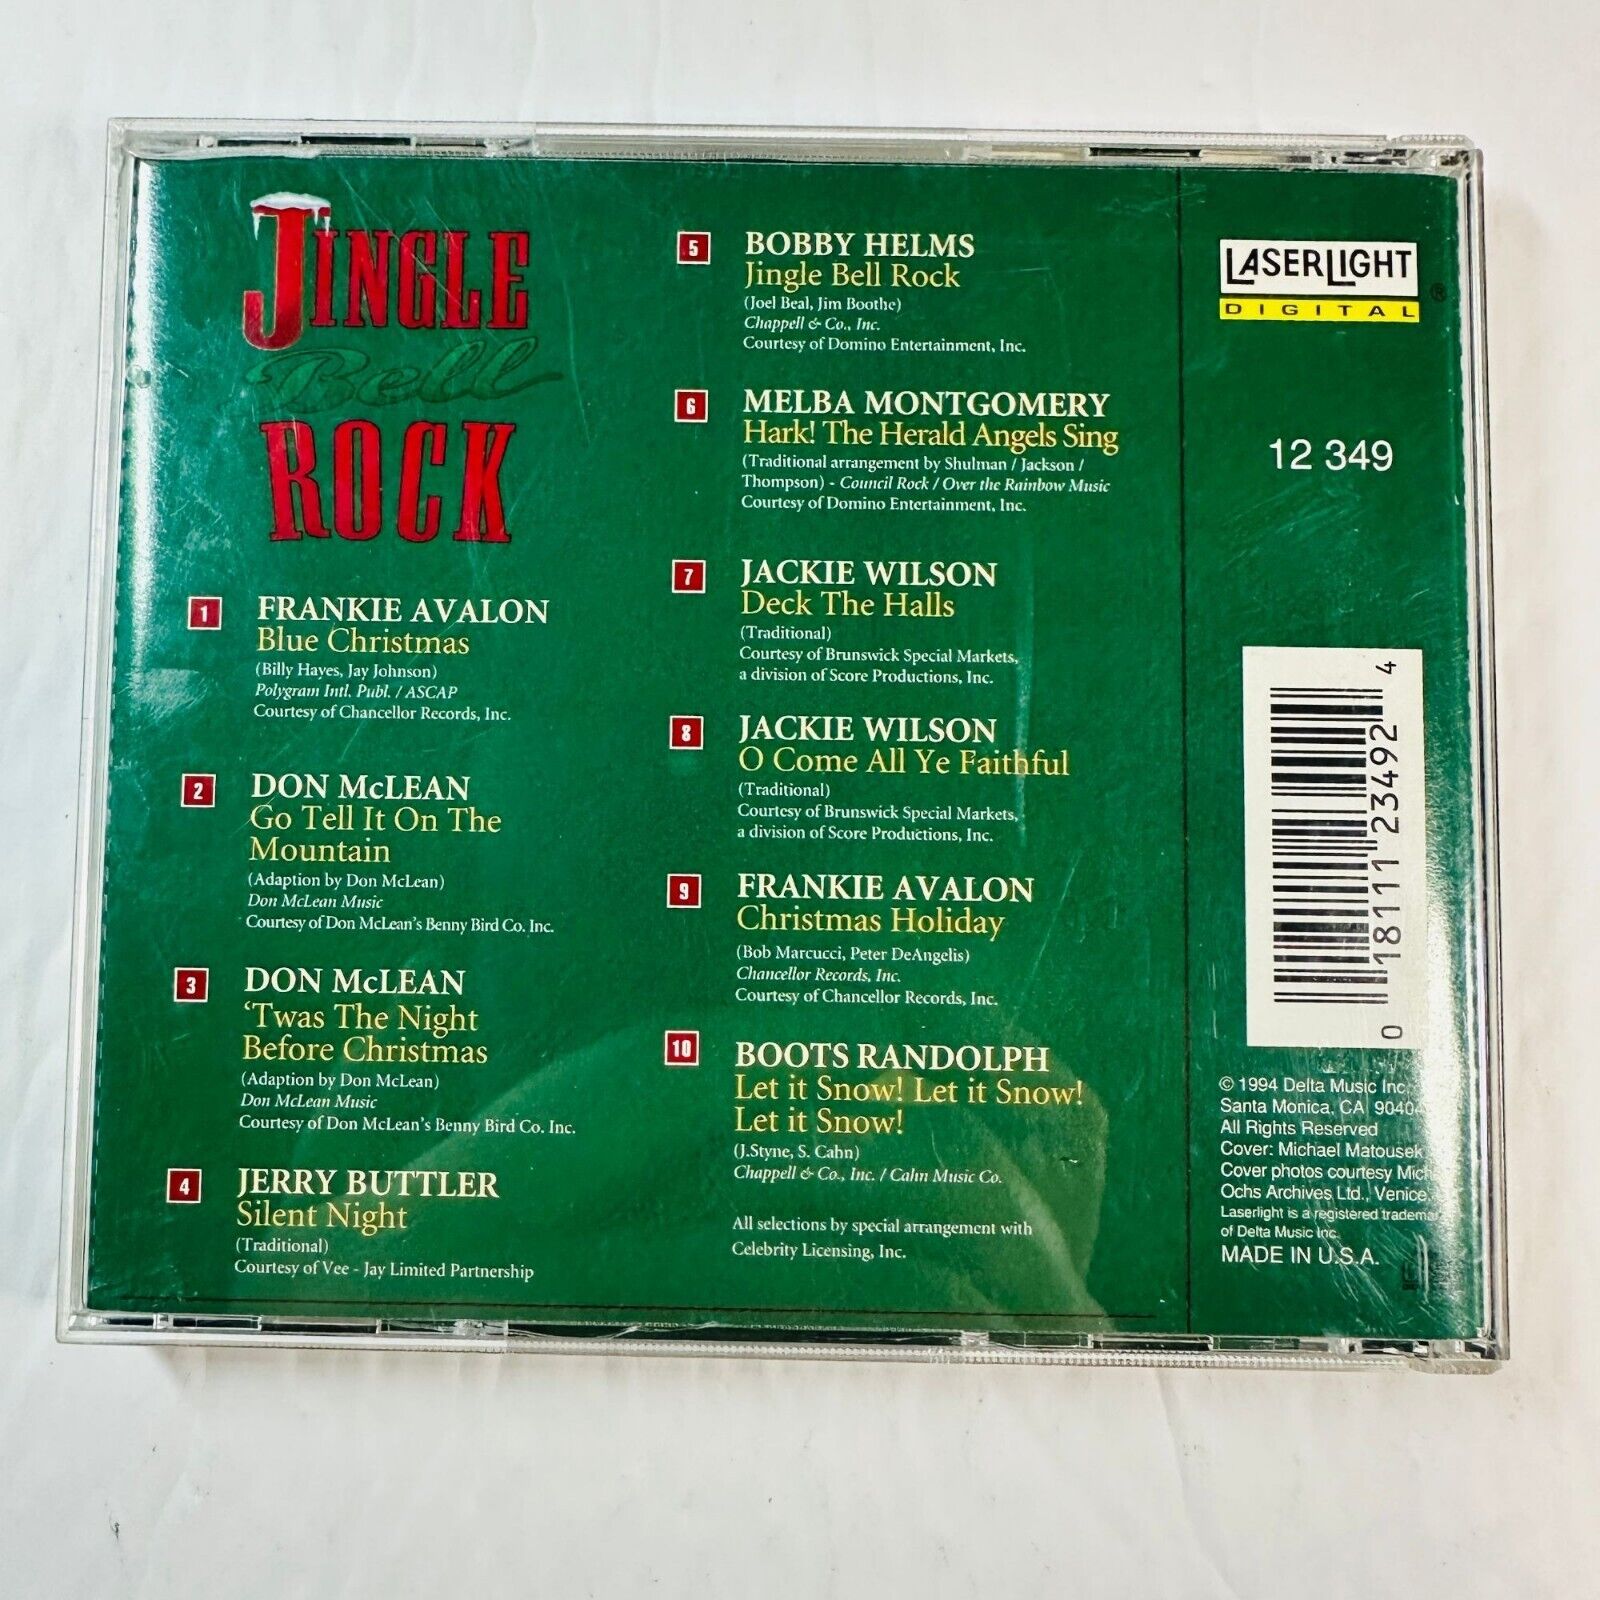 JINGLE
Bell
ROCK
1
FRANKIE AVALON
Blue Christmas
(Billy Hayes, Jay Johnson)
Polygram Intl. Publ. / ASCAP
Courtesy of Chancellor Records, Inc.
2
DON McLEAN
Go Tell It On The
Mountain
(Adaption by Don McLean)
Don McLean Music
Courtesy of Don McLean's Benny Bird Co. Inc.
3
DON McLEAN
'Twas The Night
Before Christmas
(Adaption by Don McLean)
Don McLean Music
Courtesy of Don McLean's Benny Bird Co. Inc.
4
JERRY BUTTLER
Silent Night
(Traditional)
Courtesy of Vee - Jay Limited Partnership
5
BOBBY HELMS
Jingle Bell Rock
(Joel Beal, Jim Boothe)
Chappell & Co., Inc.
Courtesy of Domino Entertainment, Inc.
6
MELBA MONTGOMERY
Hark! The Herald Angels Sing
(Traditional arrangement by Shulman / Jackson /
Thompson) - Council Rock / Over the Rainbow Music
Courtesy of Domino Entertainment, Inc.
7
JACKIE WILSON
Deck The Halls
(Traditional)
Courtesy of Brunswick Special Markets,
a division of Score Productions, Inc.
8
JACKIE WILSON
O Come All Ye Faithful
(Traditional)
Courtesy of Brunswick Special Markets,
a division of Score Productions, Inc.
9
FRANKIE AVALON
Christmas Holiday
(Bob Marcucci, Peter DeAngelis)
Chancellor Records, Inc.
Courtesy of Chancellor Records, Inc.
10
BOOTS RANDOLPH
Let it Snow! Let it Snow!
Let it Snow!
(J.Styne, S. Cahn)
Chappell & Co., Inc. / Cahn Music Co.
All selections by special arrangement with
Celebrity Licensing, Inc.
LASERLIGHT
DIGITAL ®
12 349
0 18111 23492 4
© 1994 Delta Music Inc.
Santa Monica, CA 90404
All Rights Reserved
Cover: Michael Matousek
Cover photos courtesy Mich
Ochs Archives Ltd., Venice,
Laserlight is a registered tradema
of Delta Music Inc.
MADE IN U.S.A.